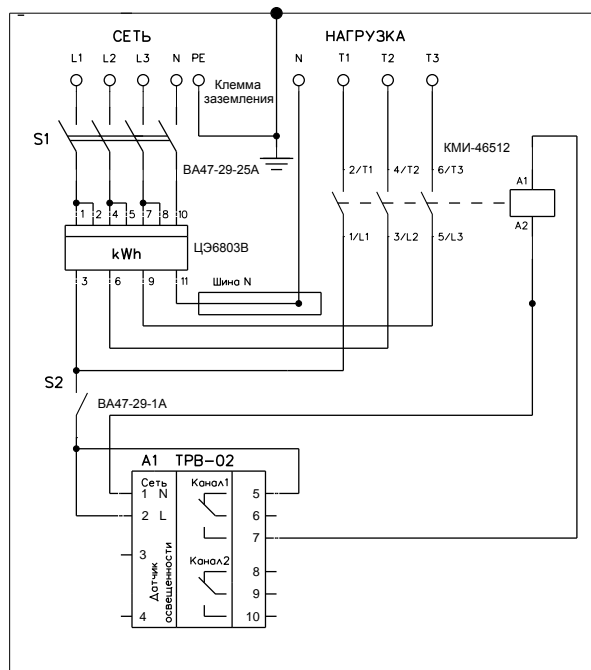 СЕТЬ
НАГРУЗКА
L1 L2 L3 N PE
N T1 T2 T3
Клемма
заземления
S1
ВА47-29-25А
КМИ-46512
2/T1 4/T2 6/T3
A1
A2
1 2 4 5 7 8 10
kWh
ЦЭ6803В
1/L1 3/L2 5/L3
3 6 9 11
Шина N
S2
ВА47-29-1А
A1 ТРВ-02
Сеть
Канал1
1 N
5
2 L
6
7
3
Датчик
освещенности
Канал2
8
9
4
10